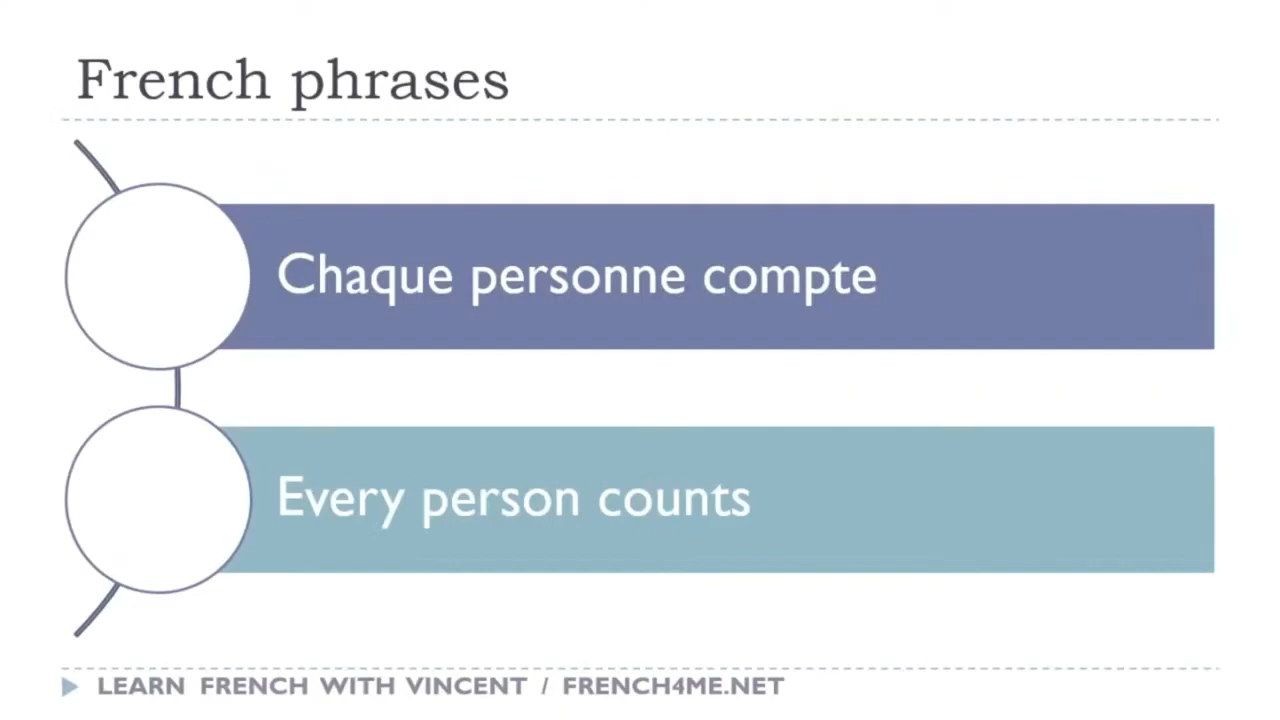 French phrases
Chaque personne compte
Every person counts
LEARN FRENCH WITH VINCENT / FRENCH4ME.NET